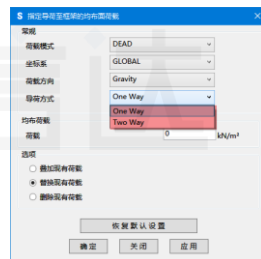 S 指定导荷至框架的均布面荷载
常规
荷载模式 DEAD
坐标系 GLOBAL
荷载方向 Gravity
导荷方式 One Way
One Way
Two Way
均布荷载
荷载 0 kN/m²
选项
叠加现有荷载
替换现有荷载
删除现有荷载
恢复默认设置
确定 关闭 应用